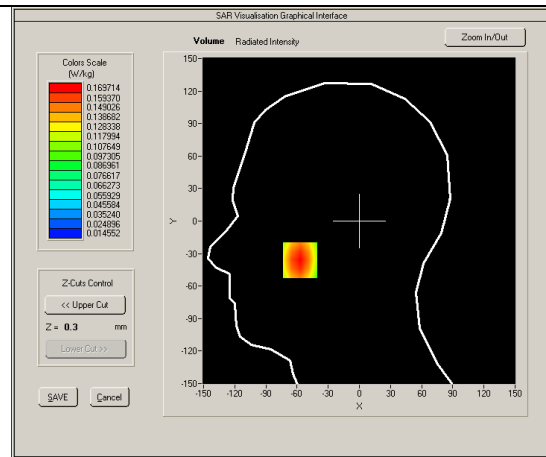 SAR Visualisation Graphical Interface
Volume Radiated Intensity
Zoom In/Out
Colors Scale
(W/kg)
0.169714
0.159370
0.149026
0.138682
0.128338
0.117994
0.107649
0.097305
0.086961
0.076617
0.066273
0.055929
0.045584
0.035240
0.024896
0.014552
Z-Cuts Control
<< Upper Cut
Z = 0.3 mm
Lower Cut >>
SAVE Cancel
150
120
90
60
30
0
-30
-60
-90
-120
-150
Y
-150 -120 -90 -60 -30 0 30 60 90 120 150
X